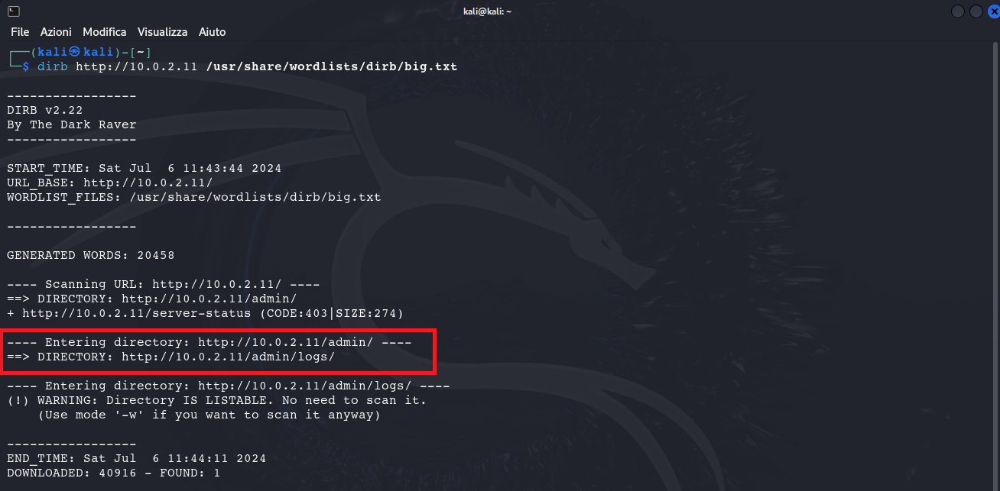 kali@kali: ~
File Azioni Modifica Visualizza Aiuto
┌──(kali㉿kali)-[~]
└─$ dirb http://10.0.2.11 /usr/share/wordlists/dirb/big.txt
-----------------
DIRB v2.22
By The Dark Raver
-----------------
START_TIME: Sat Jul  6 11:43:44 2024
URL_BASE: http://10.0.2.11/
WORDLIST_FILES: /usr/share/wordlists/dirb/big.txt
-----------------
GENERATED WORDS: 20458
---- Scanning URL: http://10.0.2.11/ ----
==> DIRECTORY: http://10.0.2.11/admin/
+ http://10.0.2.11/server-status (CODE:403|SIZE:274)
---- Entering directory: http://10.0.2.11/admin/ ----
==> DIRECTORY: http://10.0.2.11/admin/logs/
---- Entering directory: http://10.0.2.11/admin/logs/ ----
(!) WARNING: Directory IS LISTABLE. No need to scan it.
    (Use mode '-w' if you want to scan it anyway)
-----------------
END_TIME: Sat Jul  6 11:44:11 2024
DOWNLOADED: 40916 - FOUND: 1